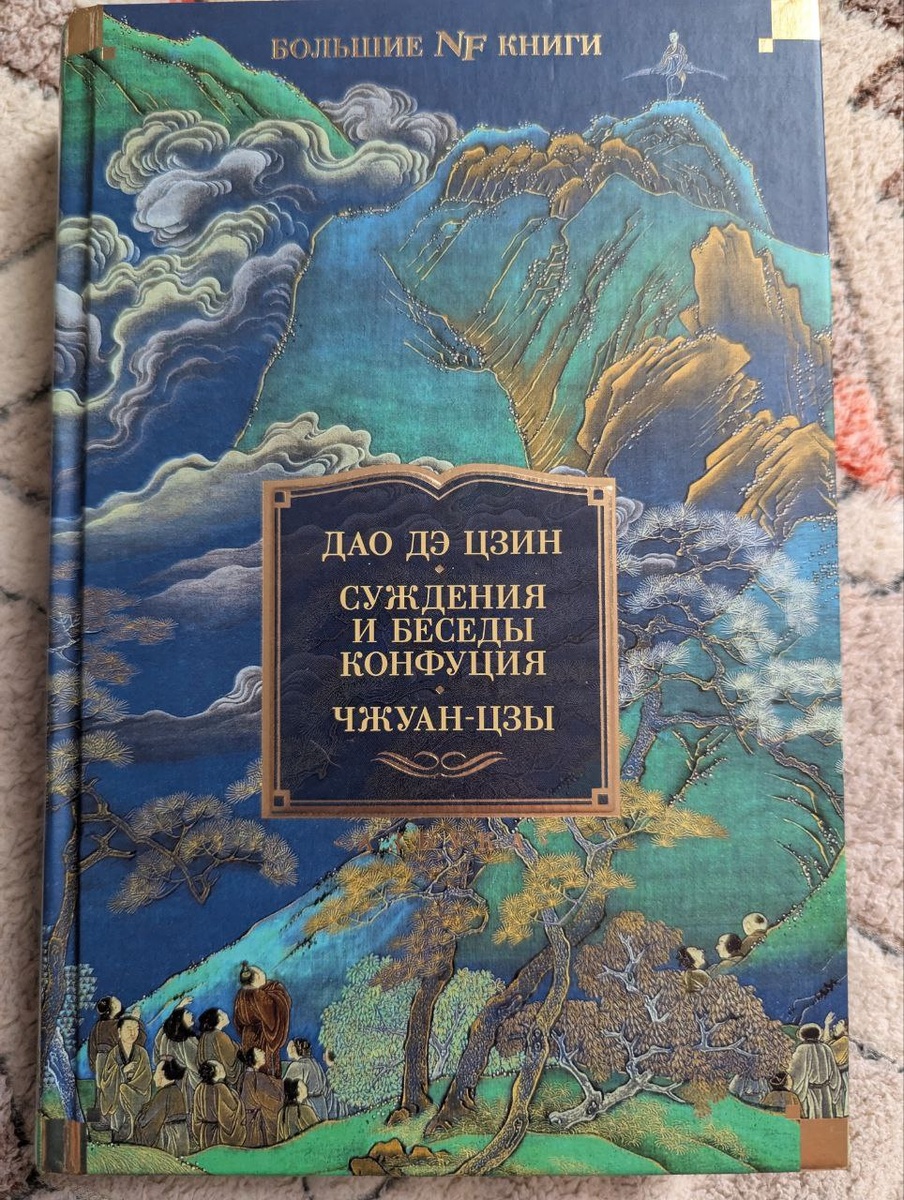 БОЛЬШИЕ NF КНИГИ
ДАО ДЭ ЦЗИН
СУЖДЕНИЯ
И БЕСЕДЫ
КОНФУЦИЯ
ЧЖУАН-ЦЗЫ